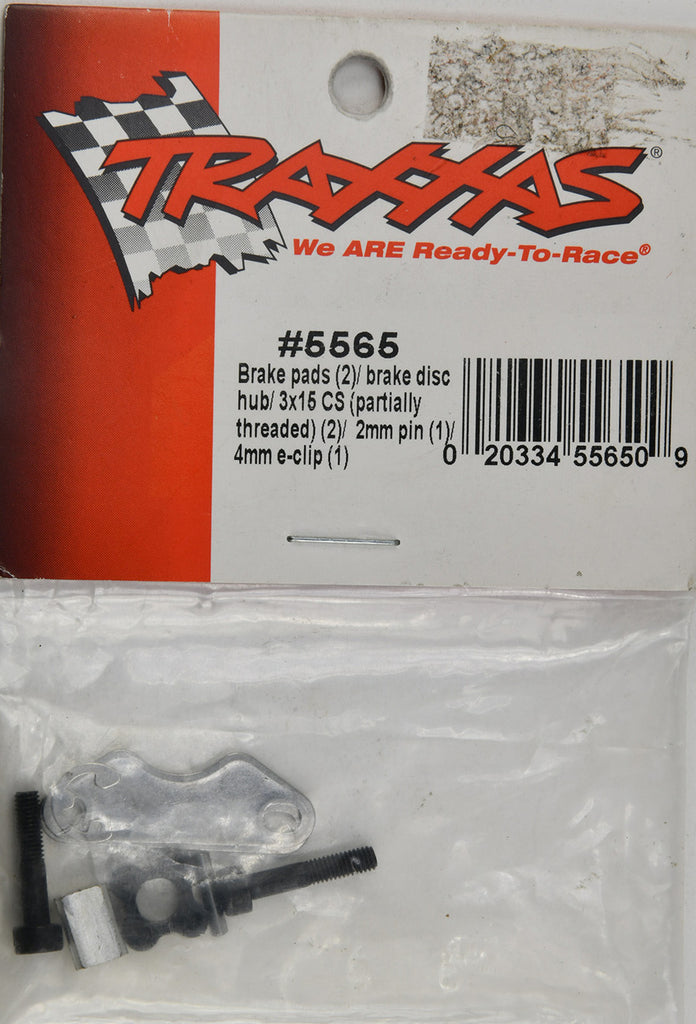 TRAXXAS®
We ARE Ready-To-Race®
#5565
Brake pads (2)/ brake disc
hub/ 3x15 CS (partially
threaded) (2)/ 2mm pin (1)/
4mm e-clip (1)
0 20334 55650 9